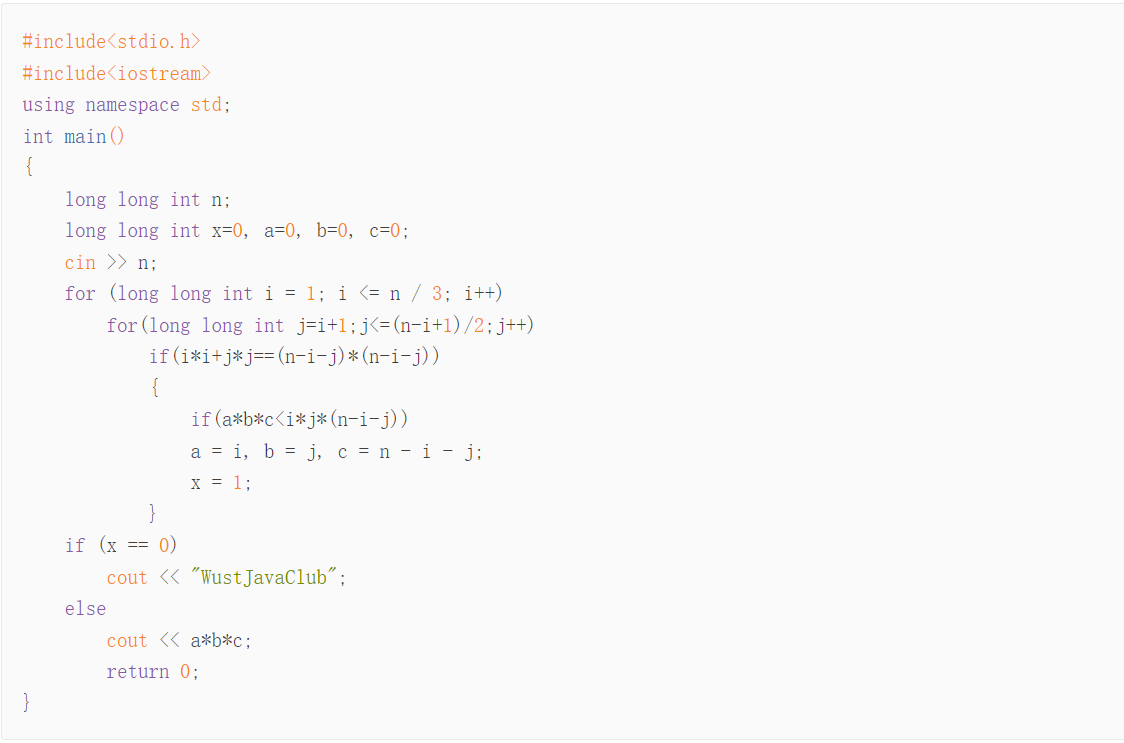 #include<stdio.h>
#include<iostream>
using namespace std;
int main()
{
    long long int n;
    long long int x=0, a=0, b=0, c=0;
    cin >> n;
    for (long long int i = 1; i <= n / 3; i++)
        for(long long int j=i+1;j<=(n-i+1)/2;j++)
            if(i*i+j*j==(n-i-j)*(n-i-j))
            {
                if(a*b*c<i*j*(n-i-j))
                a = i, b = j, c = n - i - j;
                x = 1;
            }
    if (x == 0)
        cout << "WustJavaClub";
    else
        cout << a*b*c;
        return 0;
}